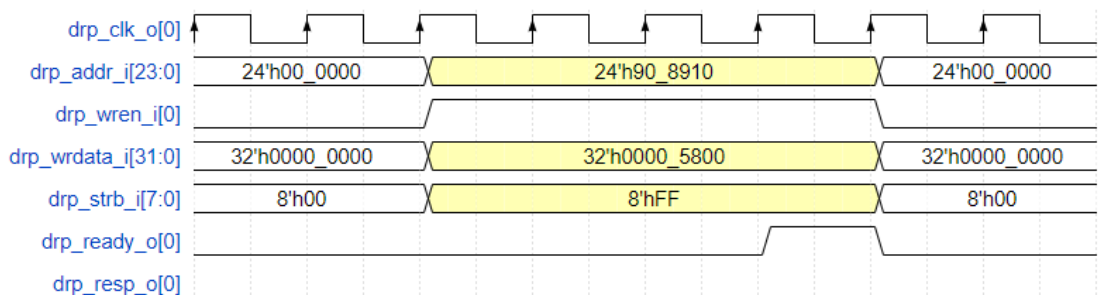 drp_clk_o[0]
drp_addr_i[23:0] 24'h00_0000 24'h90_8910 24'h00_0000
drp_wren_i[0]
drp_wrdata_i[31:0] 32'h0000_0000 32'h0000_5800 32'h0000_0000
drp_strb_i[7:0] 8'h00 8'hFF 8'h00
drp_ready_o[0]
drp_resp_o[0]